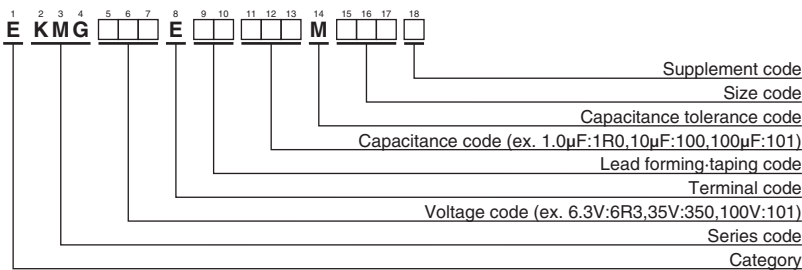 1 2 3 4 5 6 7 8 9 10 11 12 13 14 15 16 17 18
E KMG □□□ E □□ □□□ M □□□ □
Supplement code
Size code
Capacitance tolerance code
Capacitance code (ex. 1.0µF:1R0,10µF:100,100µF:101)
Lead forming·taping code
Terminal code
Voltage code (ex. 6.3V:6R3,35V:350,100V:101)
Series code
Category